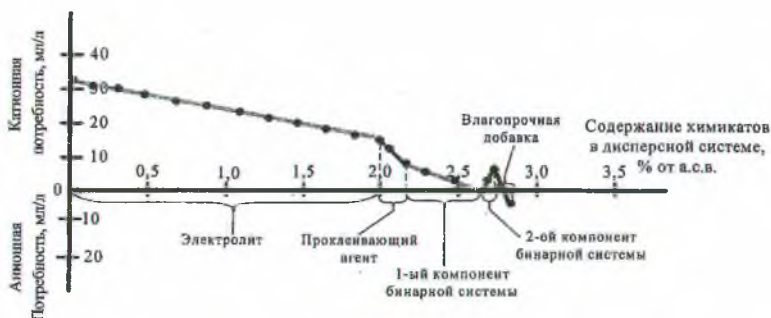 Катионная
потребность, мл/л
Анионная
Потребность, мл/л
40
30
20
10
0
10
20
0,5
1,0
1,5
2,0
2,5
3,0
3,5
Влагопрочная
добавка
Содержание химикатов
в дисперсной системе,
% от а.с.в.
Электролит
Проклеивающий
агент
1-ый компонент
бинарной системы
2-ой компонент
бинарной системы